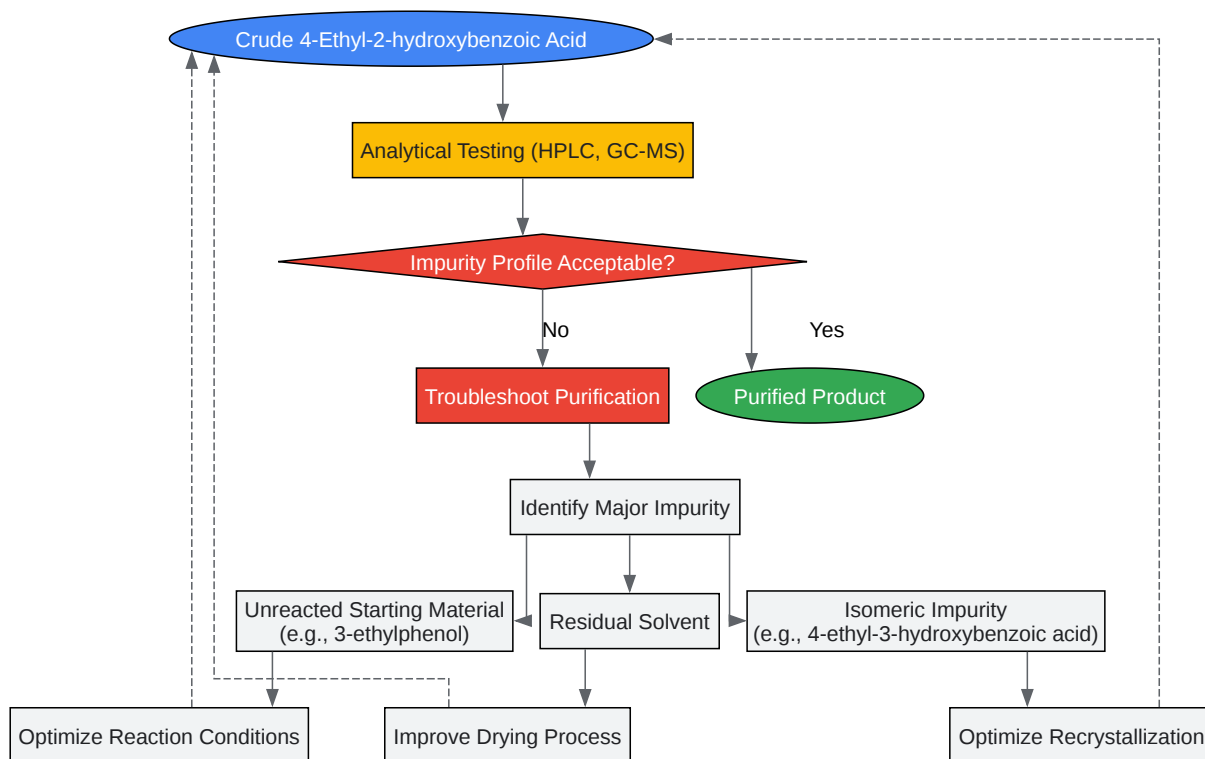 Crude 4-Ethyl-2-hydroxybenzoic Acid
Analytical Testing (HPLC, GC-MS)
Impurity Profile Acceptable?
No
Yes
Troubleshoot Purification
Purified Product
Identify Major Impurity
Unreacted Starting Material
(e.g., 3-ethylphenol)
Residual Solvent
Isomeric Impurity
(e.g., 4-ethyl-3-hydroxybenzoic acid)
Optimize Reaction Conditions
Improve Drying Process
Optimize Recrystallization